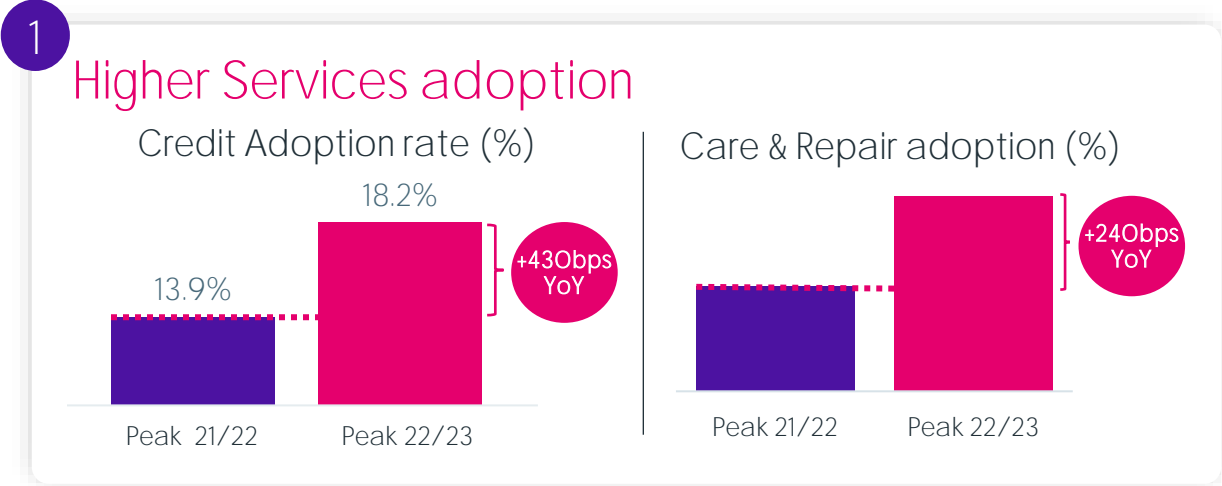 1
Higher Services adoption
Credit Adoption rate (%)
18.2%
13.9%
+430bps
YoY
Peak 21/22
Peak 22/23
Care & Repair adoption (%)
+240bps
YoY
Peak 21/22
Peak 22/23